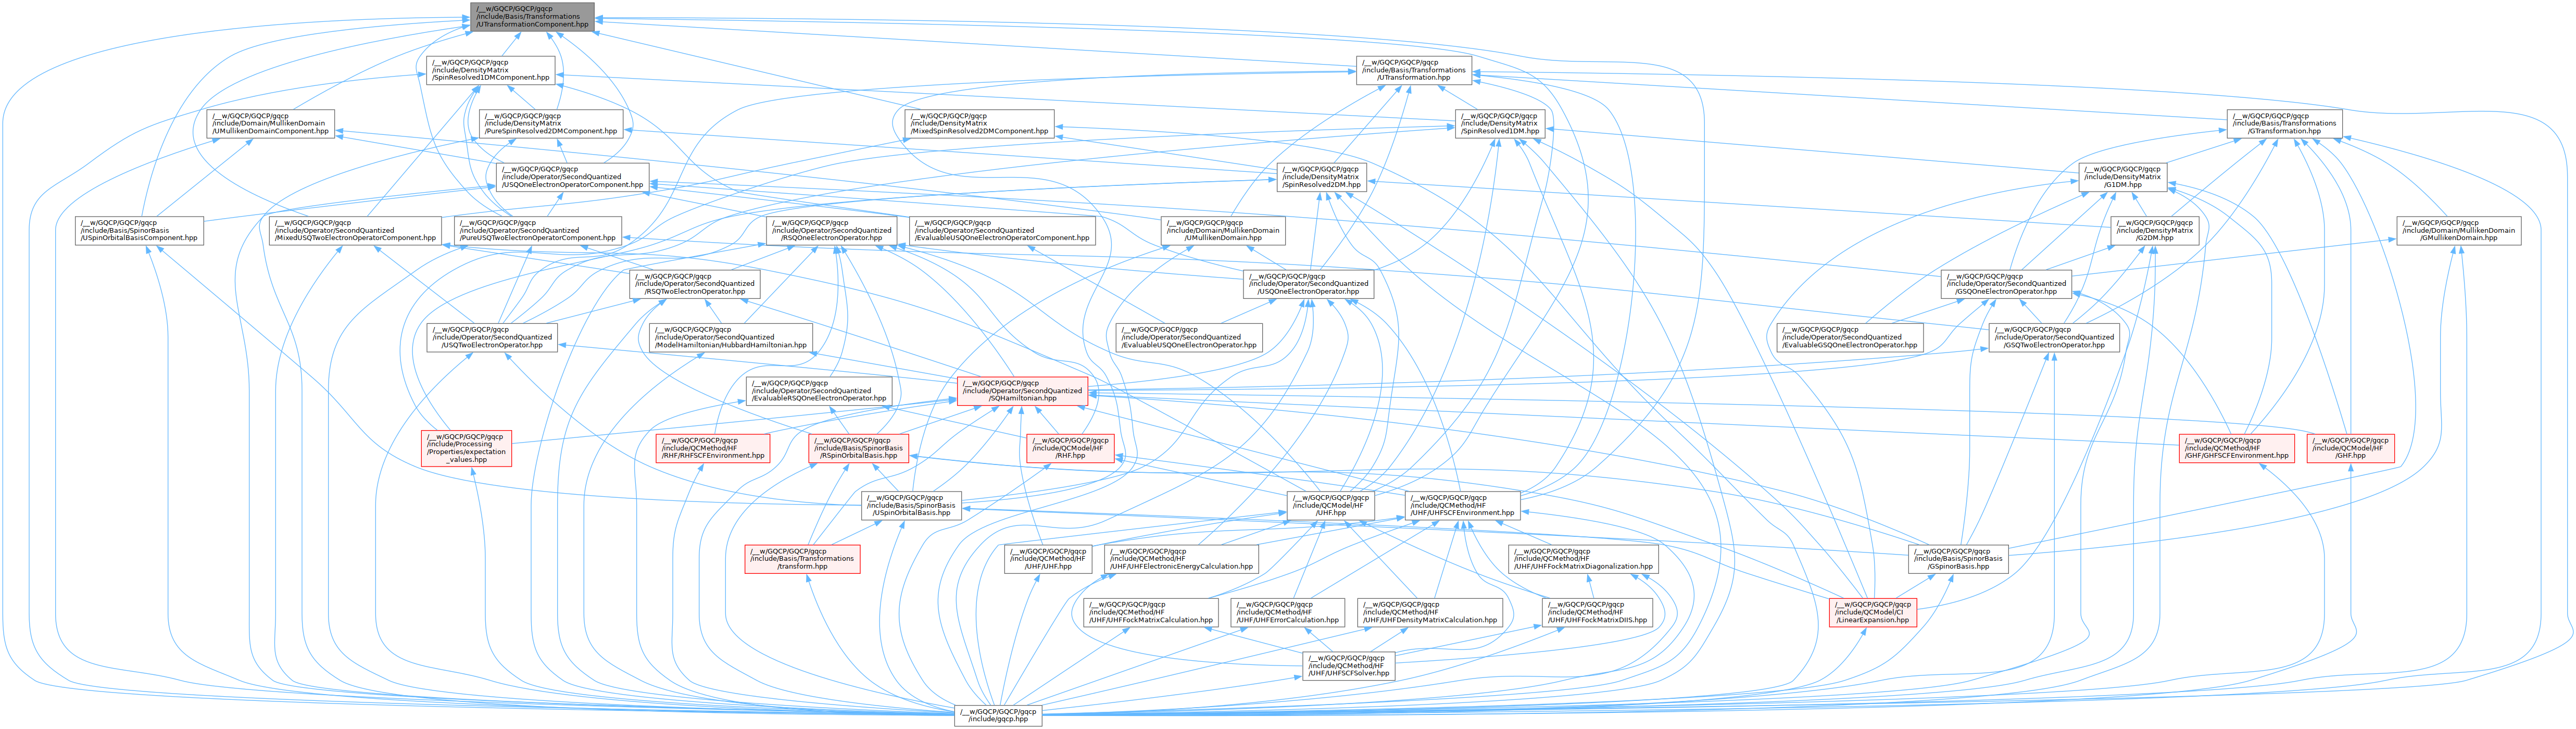 /__w/GQCP/GQCP/gqcp
/include/Basis/Transformations
/UTransformationComponent.hpp
/__w/GQCP/GQCP/gqcp
/include/DensityMatrix
/SpinResolved1DMComponent.hpp
/__w/GQCP/GQCP/gqcp
/include/Basis/Transformations
/UTransformation.hpp
/__w/GQCP/GQCP/gqcp
/include/Domain/MullikenDomain
/UMullikenDomainComponent.hpp
/__w/GQCP/GQCP/gqcp
/include/DensityMatrix
/PureSpinResolved2DMComponent.hpp
/__w/GQCP/GQCP/gqcp
/include/DensityMatrix
/MixedSpinResolved2DMComponent.hpp
/__w/GQCP/GQCP/gqcp
/include/DensityMatrix
/SpinResolved1DM.hpp
/__w/GQCP/GQCP/gqcp
/include/Basis/Transformations
/GTransformation.hpp
/__w/GQCP/GQCP/gqcp
/include/Operator/SecondQuantized
/USQOneElectronOperatorComponent.hpp
/__w/GQCP/GQCP/gqcp
/include/DensityMatrix
/SpinResolved2DM.hpp
/__w/GQCP/GQCP/gqcp
/include/DensityMatrix
/G1DM.hpp
/__w/GQCP/GQCP/gqcp
/include/Basis/SpinorBasis
/USpinOrbitalBasisComponent.hpp
/__w/GQCP/GQCP/gqcp
/include/Operator/SecondQuantized
/MixedUSQTwoElectronOperatorComponent.hpp
/__w/GQCP/GQCP/gqcp
/include/Operator/SecondQuantized
/PureUSQTwoElectronOperatorComponent.hpp
/__w/GQCP/GQCP/gqcp
/include/Operator/SecondQuantized
/RSQOneElectronOperator.hpp
/__w/GQCP/GQCP/gqcp
/include/Operator/SecondQuantized
/EvaluableUSQOneElectronOperatorComponent.hpp
/__w/GQCP/GQCP/gqcp
/include/Domain/MullikenDomain
/UMullikenDomain.hpp
/__w/GQCP/GQCP/gqcp
/include/DensityMatrix
/G2DM.hpp
/__w/GQCP/GQCP/gqcp
/include/Domain/MullikenDomain
/GMullikenDomain.hpp
/__w/GQCP/GQCP/gqcp
/include/Operator/SecondQuantized
/RSQTwoElectronOperator.hpp
/__w/GQCP/GQCP/gqcp
/include/Operator/SecondQuantized
/USQOneElectronOperator.hpp
/__w/GQCP/GQCP/gqcp
/include/Operator/SecondQuantized
/GSQOneElectronOperator.hpp
/__w/GQCP/GQCP/gqcp
/include/Operator/SecondQuantized
/USQTwoElectronOperator.hpp
/__w/GQCP/GQCP/gqcp
/include/Operator/SecondQuantized
/ModelHamiltonian/HubbardHamiltonian.hpp
/__w/GQCP/GQCP/gqcp
/include/Operator/SecondQuantized
/EvaluableUSQOneElectronOperator.hpp
/__w/GQCP/GQCP/gqcp
/include/Operator/SecondQuantized
/EvaluableGSQOneElectronOperator.hpp
/__w/GQCP/GQCP/gqcp
/include/Operator/SecondQuantized
/GSQTwoElectronOperator.hpp
/__w/GQCP/GQCP/gqcp
/include/Operator/SecondQuantized
/EvaluableRSQOneElectronOperator.hpp
/__w/GQCP/GQCP/gqcp
/include/Operator/SecondQuantized
/SQHamiltonian.hpp
/__w/GQCP/GQCP/gqcp
/include/Processing
/Properties/expectation
_values.hpp
/__w/GQCP/GQCP/gqcp
/include/QCMethod/HF
/RHF/RHFSCFEnvironment.hpp
/__w/GQCP/GQCP/gqcp
/include/Basis/SpinorBasis
/RSpinOrbitalBasis.hpp
/__w/GQCP/GQCP/gqcp
/include/QCModel/HF
/RHF.hpp
/__w/GQCP/GQCP/gqcp
/include/QCMethod/HF
/GHF/GHFSCFEnvironment.hpp
/__w/GQCP/GQCP/gqcp
/include/QCModel/HF
/GHF.hpp
/__w/GQCP/GQCP/gqcp
/include/Basis/SpinorBasis
/USpinOrbitalBasis.hpp
/__w/GQCP/GQCP/gqcp
/include/QCModel/HF
/UHF.hpp
/__w/GQCP/GQCP/gqcp
/include/QCMethod/HF
/UHF/UHFSCFEnvironment.hpp
/__w/GQCP/GQCP/gqcp
/include/Basis/Transformations
/transform.hpp
/__w/GQCP/GQCP/gqcp
/include/QCMethod/HF
/UHF/UHF.hpp
/__w/GQCP/GQCP/gqcp
/include/QCMethod/HF
/UHF/UHFElectronicEnergyCalculation.hpp
/__w/GQCP/GQCP/gqcp
/include/QCMethod/HF
/UHF/UHFFockMatrixDiagonalization.hpp
/__w/GQCP/GQCP/gqcp
/include/Basis/SpinorBasis
/GSpinorBasis.hpp
/__w/GQCP/GQCP/gqcp
/include/QCMethod/HF
/UHF/UHFFockMatrixCalculation.hpp
/__w/GQCP/GQCP/gqcp
/include/QCMethod/HF
/UHF/UHFErrorCalculation.hpp
/__w/GQCP/GQCP/gqcp
/include/QCMethod/HF
/UHF/UHFDensityMatrixCalculation.hpp
/__w/GQCP/GQCP/gqcp
/include/QCMethod/HF
/UHF/UHFFockMatrixDIIS.hpp
/__w/GQCP/GQCP/gqcp
/include/QCModel/CI
/LinearExpansion.hpp
/__w/GQCP/GQCP/gqcp
/include/QCMethod/HF
/UHF/UHFSCFSolver.hpp
/__w/GQCP/GQCP/gqcp
/include/gqcp.hpp